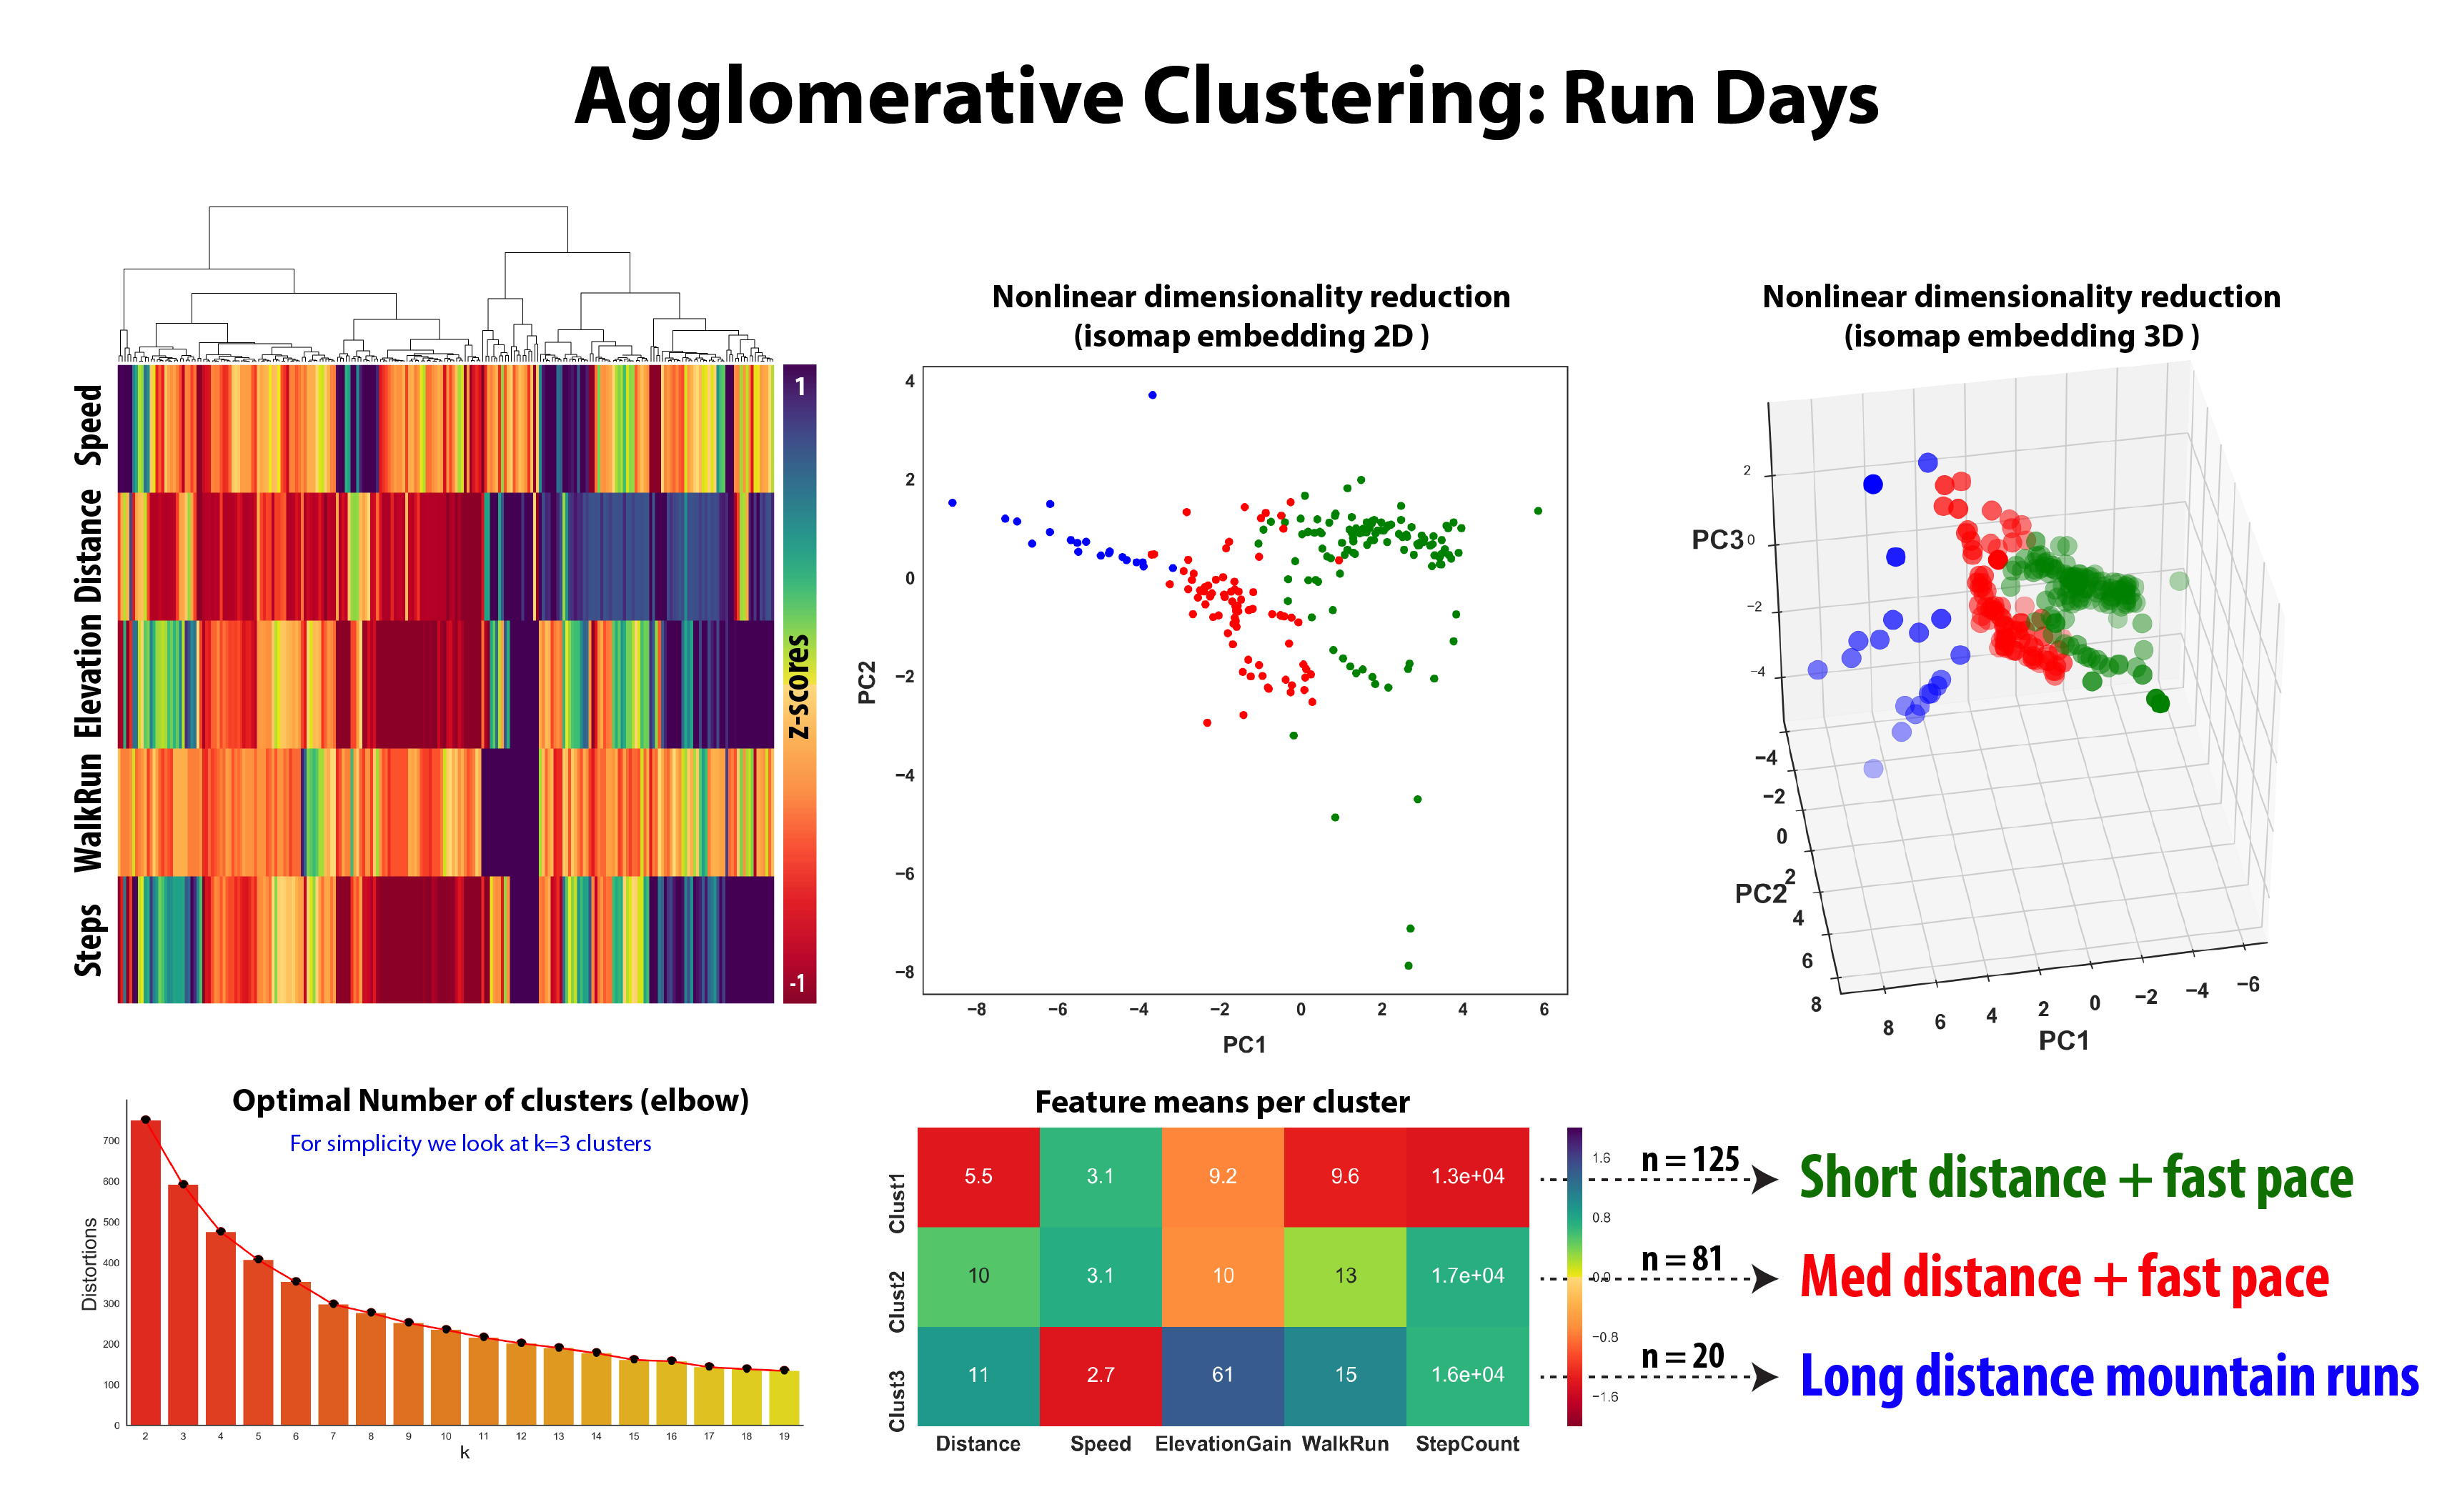 Agglomerative Clustering: Run Days
Speed
Distance
Elevation
WalkRun
Steps
1
z-scores
-1
Nonlinear dimensionality reduction
(isomap embedding 2D )
4
2
0
−2
−4
−6
−8
PC2
−8 −6 −4 −2 0 2 4 6
PC1
Nonlinear dimensionality reduction
(isomap embedding 3D )
2
0
−2
−4
PC3
−4
−2
0
2
4
6
8
PC2
8 6 4 2 0 −2 −4 −6
PC1
Optimal Number of clusters (elbow)
For simplicity we look at k=3 clusters
700
600
500
400
300
200
100
0
Distortions
2 3 4 5 6 7 8 9 10 11 12 13 14 15 16 17 18 19
k
Feature means per cluster
Clust1 5.5 3.1 9.2 9.6 1.3e+04
Clust2 10 3.1 10 13 1.7e+04
Clust3 11 2.7 61 15 1.6e+04
Distance Speed ElevationGain WalkRun StepCount
1.6
0.8
0.0
−0.8
−1.6
n = 125
Short distance + fast pace
n = 81
Med distance + fast pace
n = 20
Long distance mountain runs